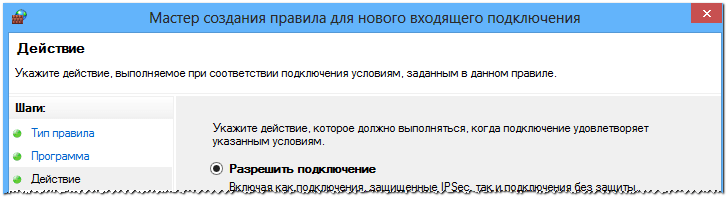 Мастер создания правила для нового входящего подключения
Действие
Укажите действие, выполняемое при соответствии подключения условиям, заданным в данном правиле.
Шаги:
Тип правила
Программа
Действие
Укажите действие, которое должно выполняться, когда подключение удовлетворяет
указанным условиям.
Разрешить подключение
Включая как подключения, защищенные IPSec, так и подключения без защиты.